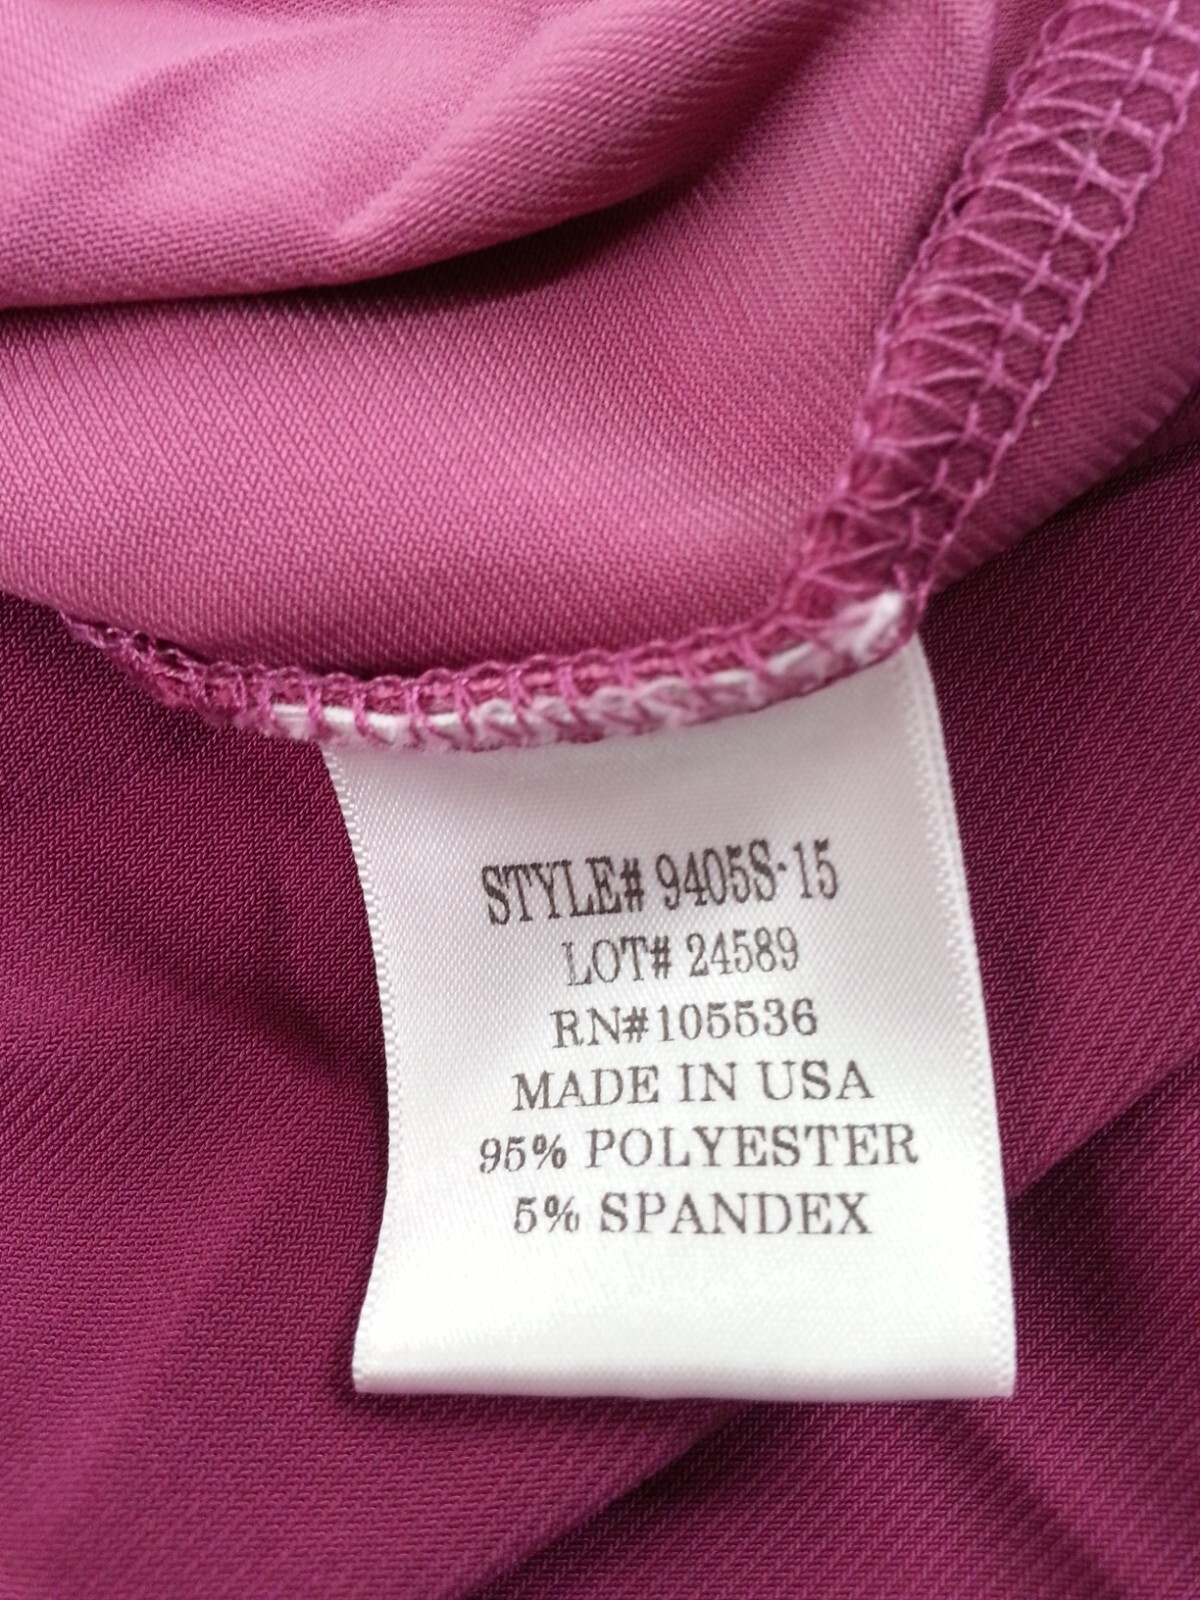 STYLE# 9405S-15
LOT# 24589
RN#105536
MADE IN USA
95% POLYESTER
5% SPANDEX